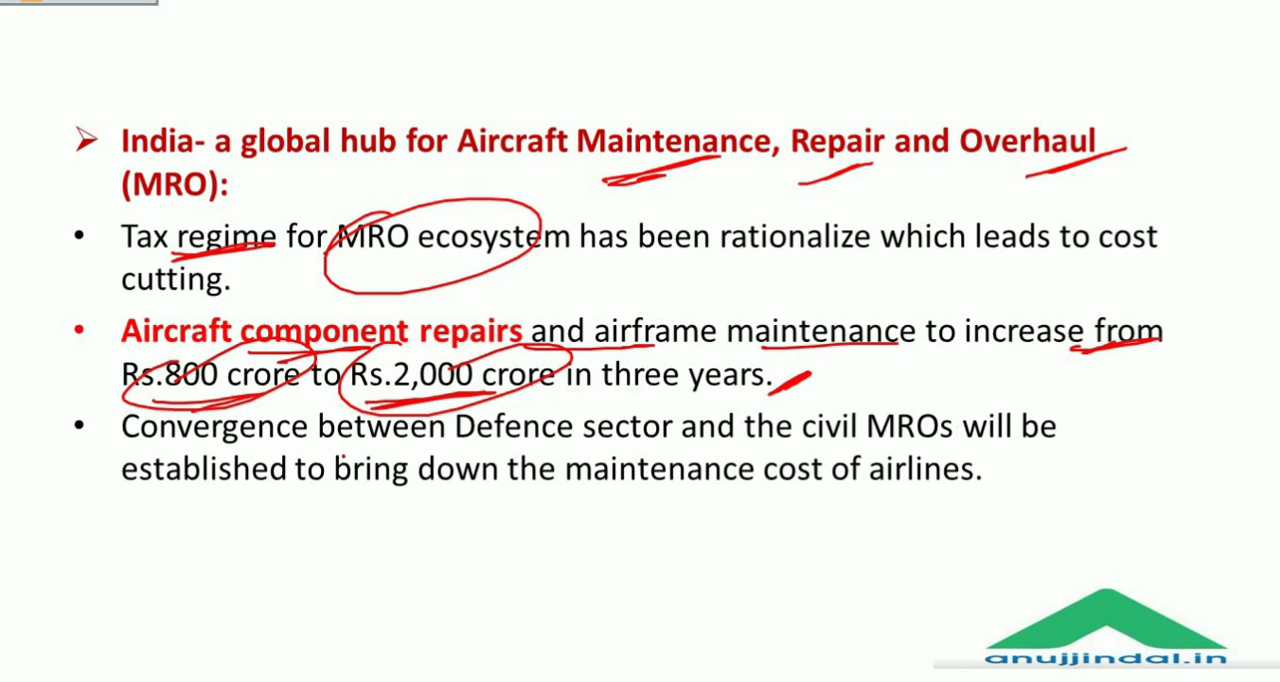 ➢ India- a global hub for Aircraft Maintenance, Repair and Overhaul
(MRO):
• Tax regime for MRO ecosystem has been rationalize which leads to cost
cutting.
• Aircraft component repairs and airframe maintenance to increase from
Rs.800 crore to Rs.2,000 crore in three years.
• Convergence between Defence sector and the civil MROs will be
established to bring down the maintenance cost of airlines.
anujjindal.in